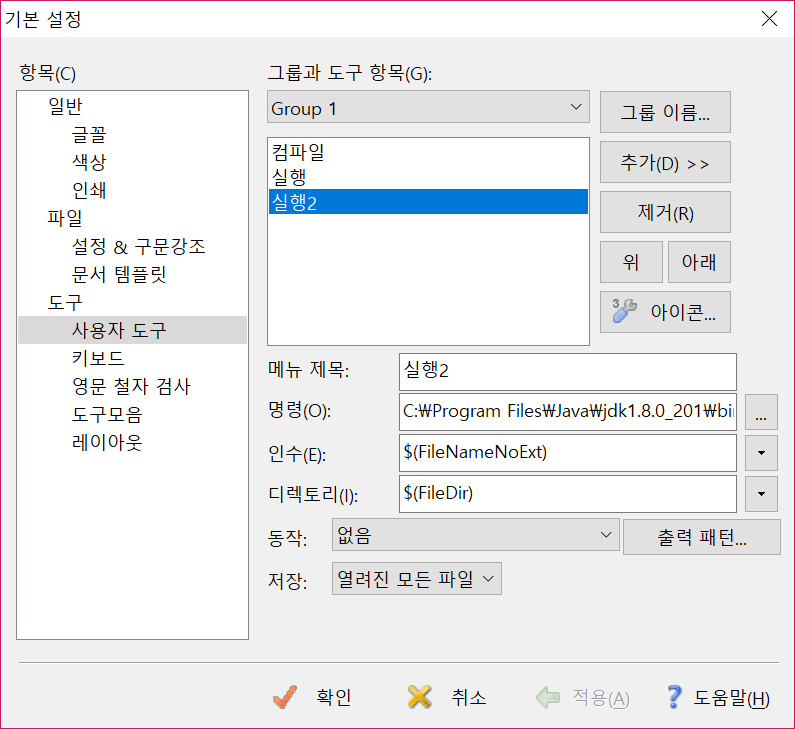 기본 설정
항목(C)
일반
글꼴
색상
인쇄
파일
설정 & 구문강조
문서 템플릿
도구
사용자 도구
키보드
영문 철자 검사
도구모음
레이아웃
그룹과 도구 항목(G):
Group 1
그룹 이름...
컴파일
실행
실행2
추가(D) >>
제거(R)
위
아래
3
아이콘...
메뉴 제목:
실행2
명령(O):
C:₩Program Files₩Java₩jdk1.8.0_201₩bin
...
인수(E):
$(FileNameNoExt)
디렉토리(I):
$(FileDir)
동작:
없음
출력 패턴...
저장:
열려진 모든 파일
확인
취소
적용(A)
? 도움말(H)